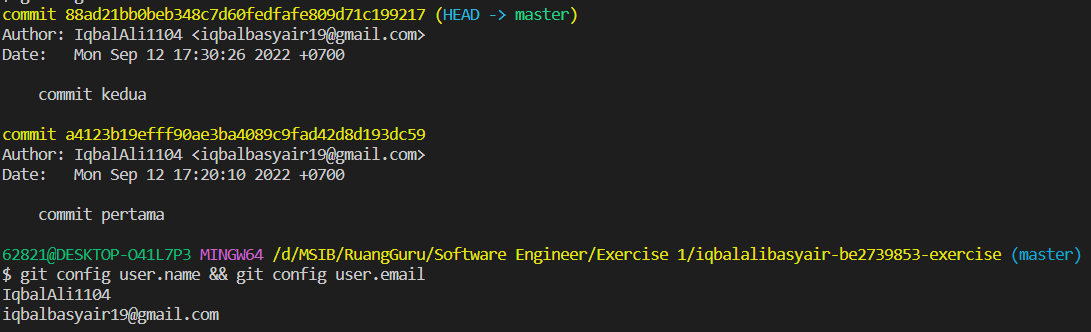 commit 88ad21bb0beb348c7d60fedfafe809d71c199217 (HEAD -> master)
Author: IqbalAli1104 <iqbalbasyair19@gmail.com>
Date:   Mon Sep 12 17:30:26 2022 +0700
commit kedua
commit a4123b19efff90ae3ba4089c9fad42d8d193dc59
Author: IqbalAli1104 <iqbalbasyair19@gmail.com>
Date:   Mon Sep 12 17:20:10 2022 +0700
commit pertama
62821@DESKTOP-O41L7P3 MINGW64 /d/MSIB/RuangGuru/Software Engineer/Exercise 1/iqbalalibasyair-be2739853-exercise (master)
$ git config user.name && git config user.email
IqbalAli1104
iqbalbasyair19@gmail.com